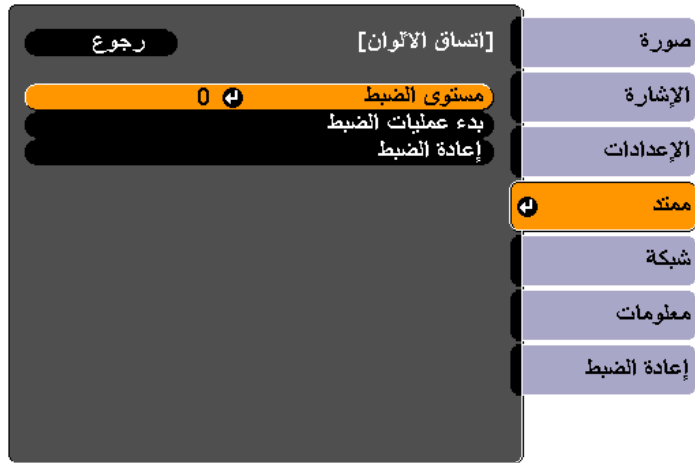 [اتساق الألوان]
رجوع
مستوى الضبط 0
بدء عمليات الضبط
إعادة الضبط
صورة
الإشارة
الإعدادات
ممتد
شبكة
معلومات
إعادة الضبط